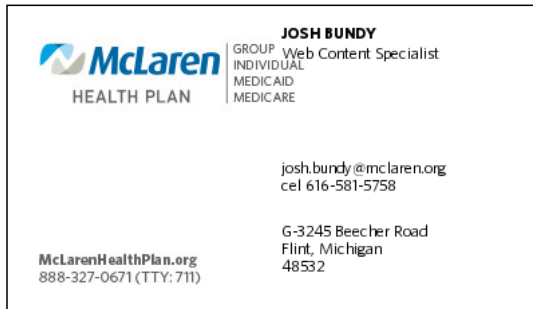 McLaren
HEALTH PLAN
GROUP
INDIVIDUAL
MEDICAID
MEDICARE
JOSH BUNDY
Web Content Specialist
josh.bundy@mclaren.org
cel 616-581-5758
G-3245 Beecher Road
Flint, Michigan
48532
McLarenHealthPlan.org
888-327-0671 (TTY: 711)